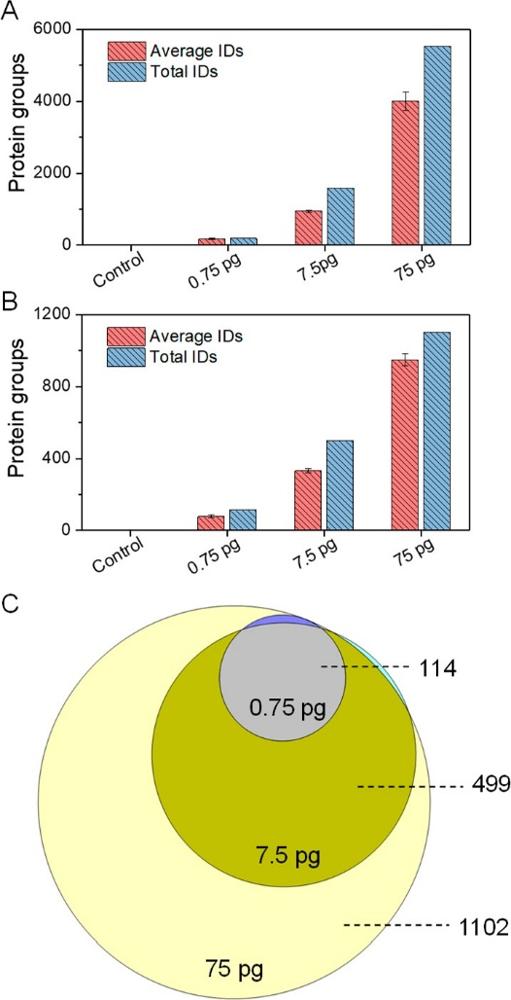 A
Protein groups
6000
4000
2000
0
Average IDs
Total IDs
Control
0.75 pg
7.5pg
75 pg
B
Protein groups
1200
800
400
0
Average IDs
Total IDs
Control
0.75 pg
7.5 pg
75 pg
C
114
0.75 pg
499
7.5 pg
1102
75 pg